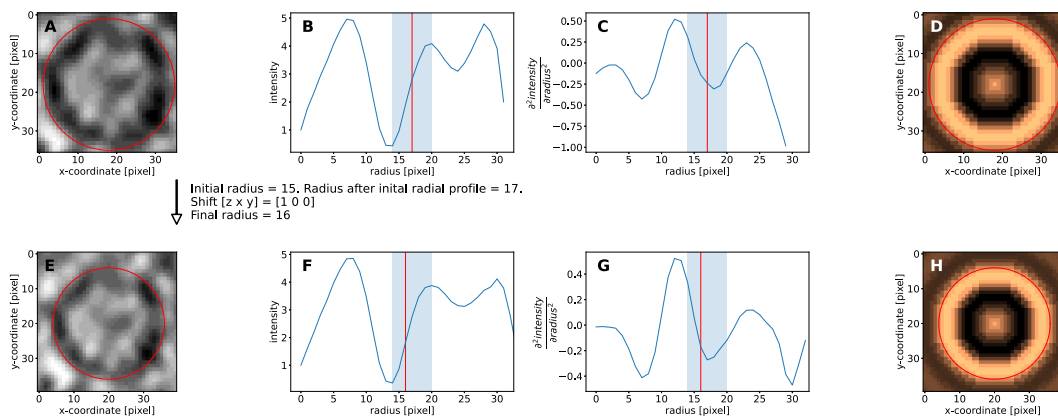 A
B
C
D
y-coordinate [pixel]
0
10
20
30
0
10
20
30
x-coordinate [pixel]
intensity
5
4
3
2
1
0
5
10
15
20
25
30
radius [pixel]
∂²intensity
∂radius²
0.50
0.25
0.00
−0.25
−0.50
−0.75
−1.00
0
5
10
15
20
25
30
radius [pixel]
y-coordinate [pixel]
0
10
20
30
0
10
20
30
x-coordinate [pixel]
Initial radius = 15. Radius after inital radial profile = 17.
Shift [z x y] = [1 0 0]
Final radius = 16
E
F
G
H
y-coordinate [pixel]
0
10
20
30
0
10
20
30
x-coordinate [pixel]
intensity
5
4
3
2
1
0
0
5
10
15
20
25
30
radius [pixel]
∂²intensity
∂radius²
0.4
0.2
0.0
−0.2
−0.4
0
5
10
15
20
25
30
radius [pixel]
y-coordinate [pixel]
0
10
20
30
0
10
20
30
x-coordinate [pixel]